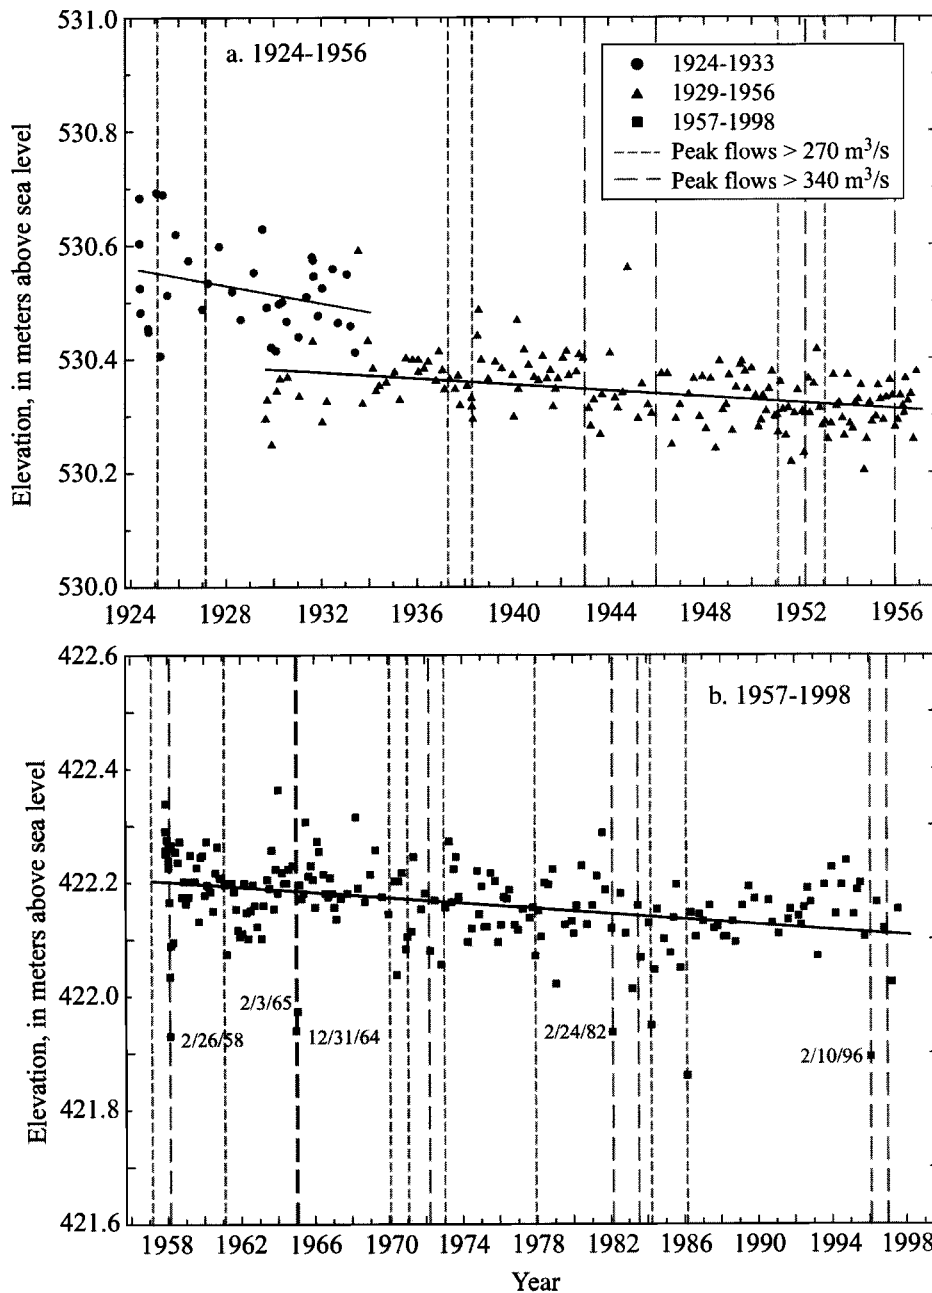 531.0
530.8
530.6
530.4
530.2
530.0
Elevation, in meters above sea level
a. 1924-1956
1924-1933
1929-1956
1957-1998
Peak flows > 270 m³/s
Peak flows > 340 m³/s
1924 1928 1932 1936 1940 1944 1948 1952 1956
422.6
422.4
422.2
422.0
421.8
421.6
Elevation, in meters above sea level
b. 1957-1998
2/3/65
2/26/58
12/31/64
2/24/82
2/10/96
1958 1962 1966 1970 1974 1978 1982 1986 1990 1994 1998
Year